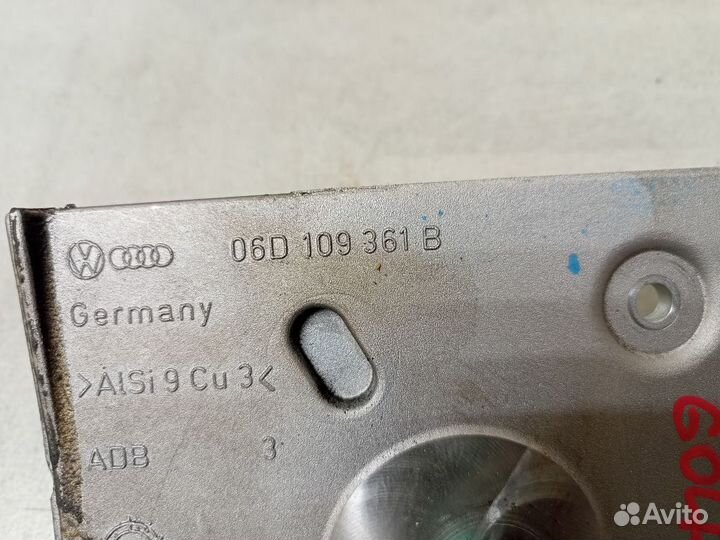 06D 109 361 B
Germany
>AlSi 9 Cu 3<
ADB 3
GOLF
Avito